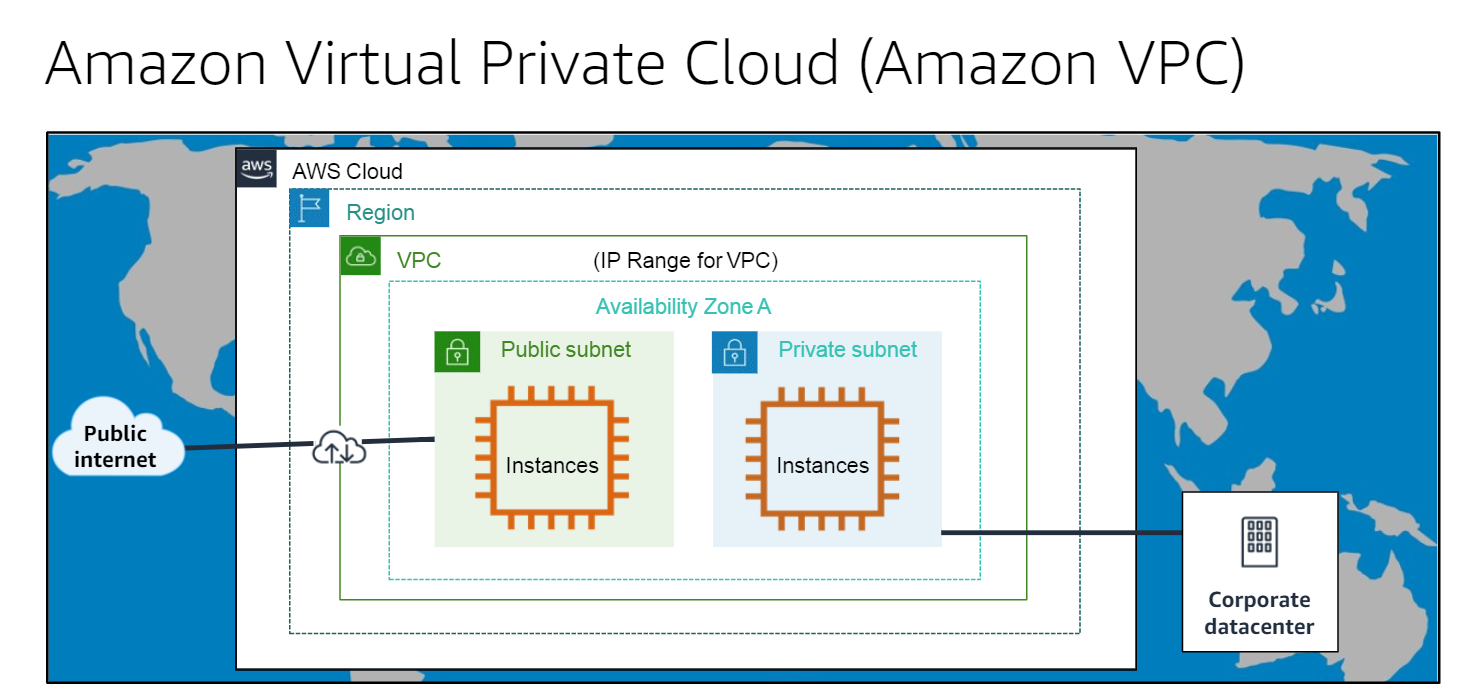 Amazon Virtual Private Cloud (Amazon VPC)
aws
AWS Cloud
Region
VPC
(IP Range for VPC)
Availability Zone A
Public subnet
Private subnet
Public
internet
Instances
Instances
Corporate
datacenter